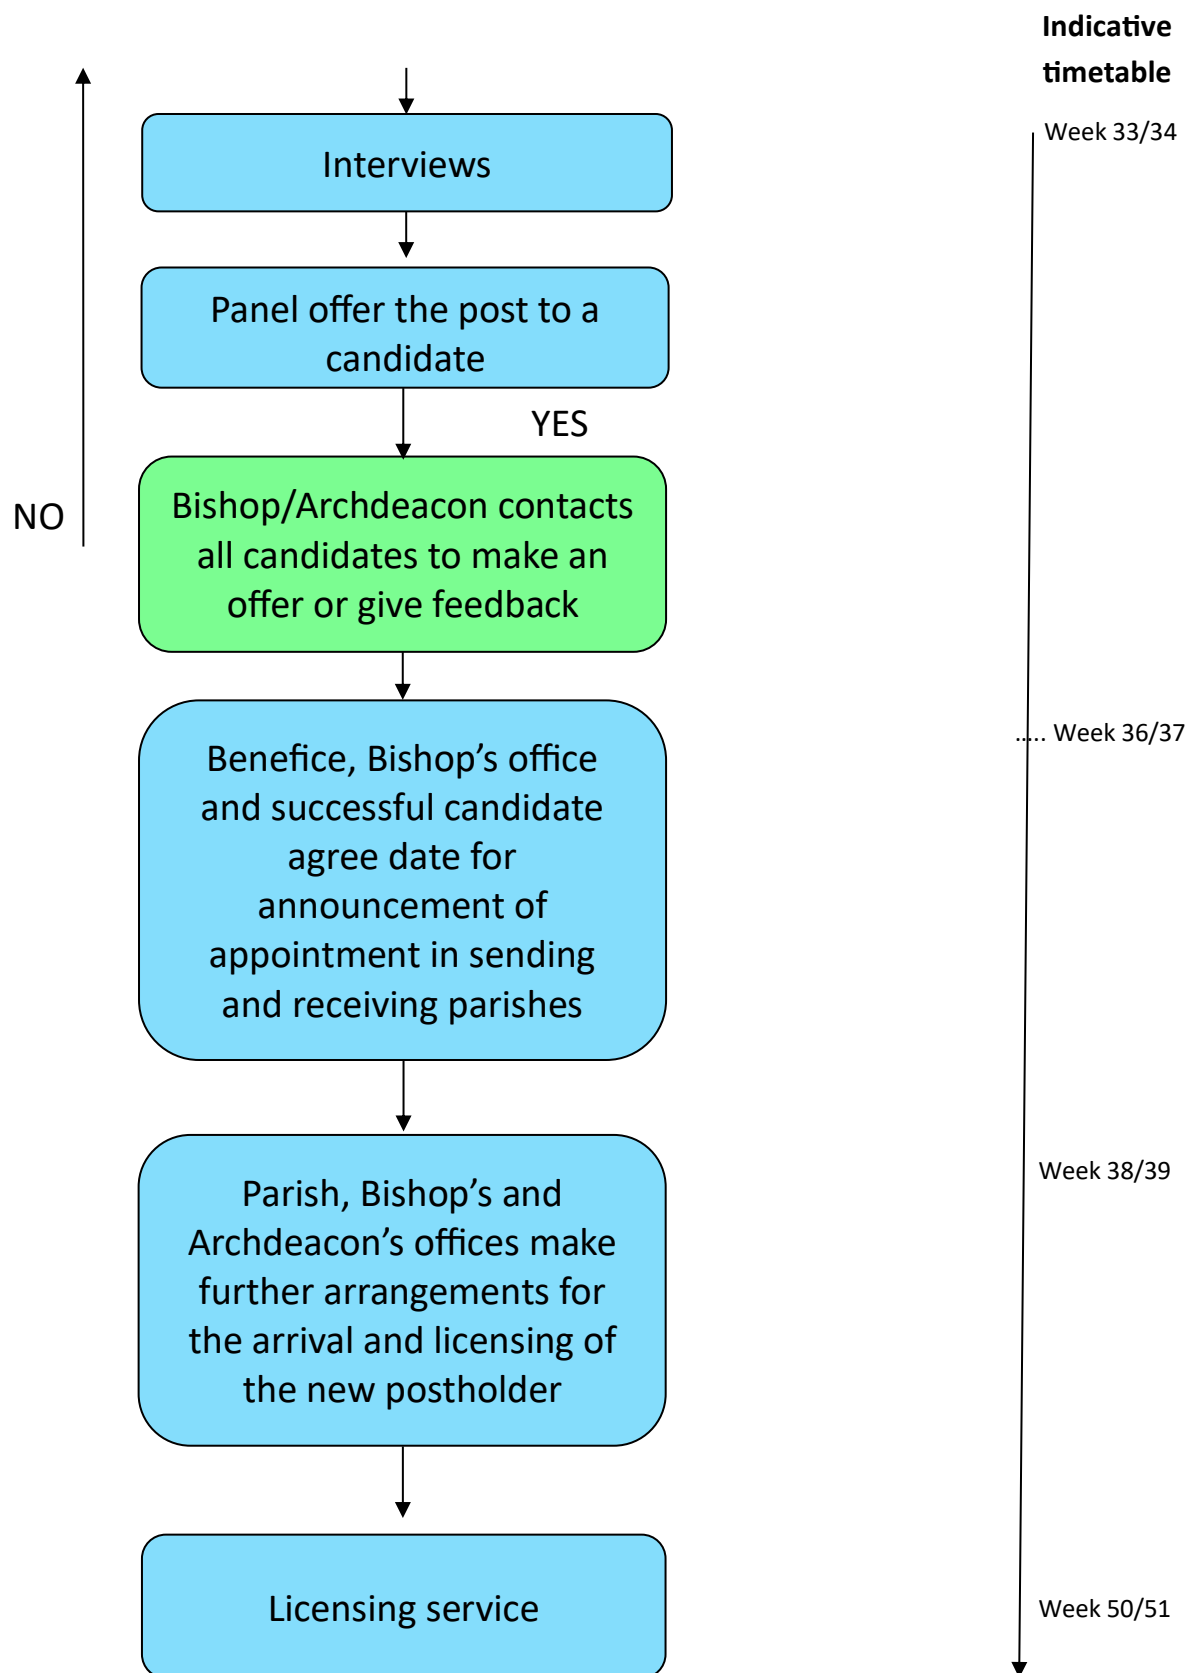 Indicative
timetable
Week 33/34
Interviews
Panel offer the post to a
candidate
YES
NO
Bishop/Archdeacon contacts
all candidates to make an
offer or give feedback
..... Week 36/37
Benefice, Bishop’s office
and successful candidate
agree date for
announcement of
appointment in sending
and receiving parishes
Week 38/39
Parish, Bishop’s and
Archdeacon’s offices make
further arrangements for
the arrival and licensing of
the new postholder
Licensing service
Week 50/51